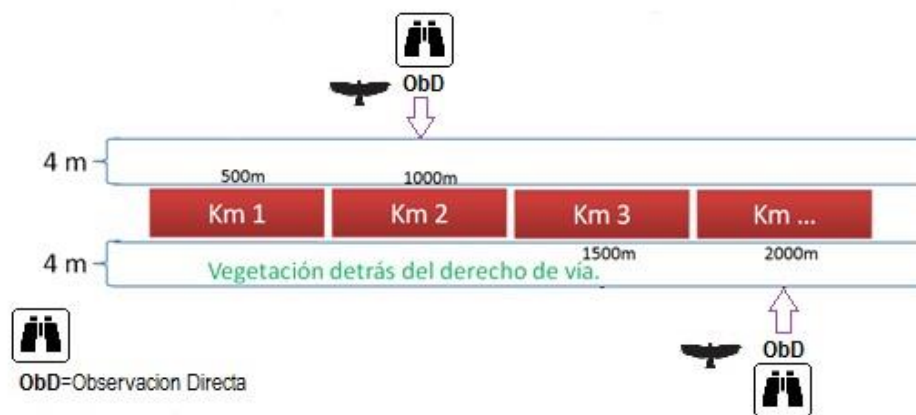 ObD
4 m
500m 1000m
Km 1 Km 2 Km 3 Km ...
4 m
1500m 2000m
Vegetación detrás del derecho de vía.
ObD
ObD=Observacion Directa